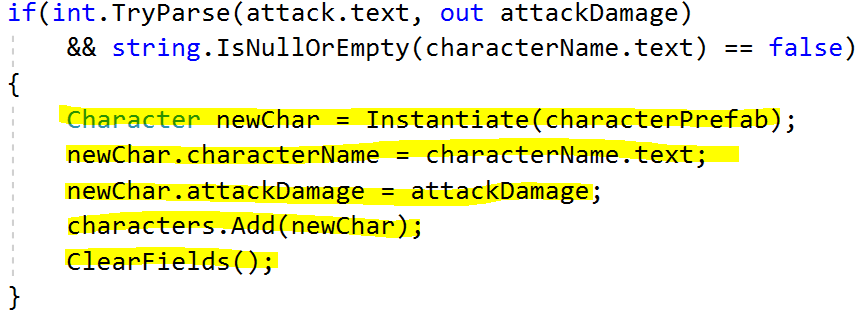 if(int.TryParse(attack.text, out attackDamage)
&& string.IsNullOrEmpty(characterName.text) == false)
{
Character newChar = Instantiate(characterPrefab);
newChar.characterName = characterName.text;
newChar.attackDamage = attackDamage;
characters.Add(newChar);
ClearFields();
}